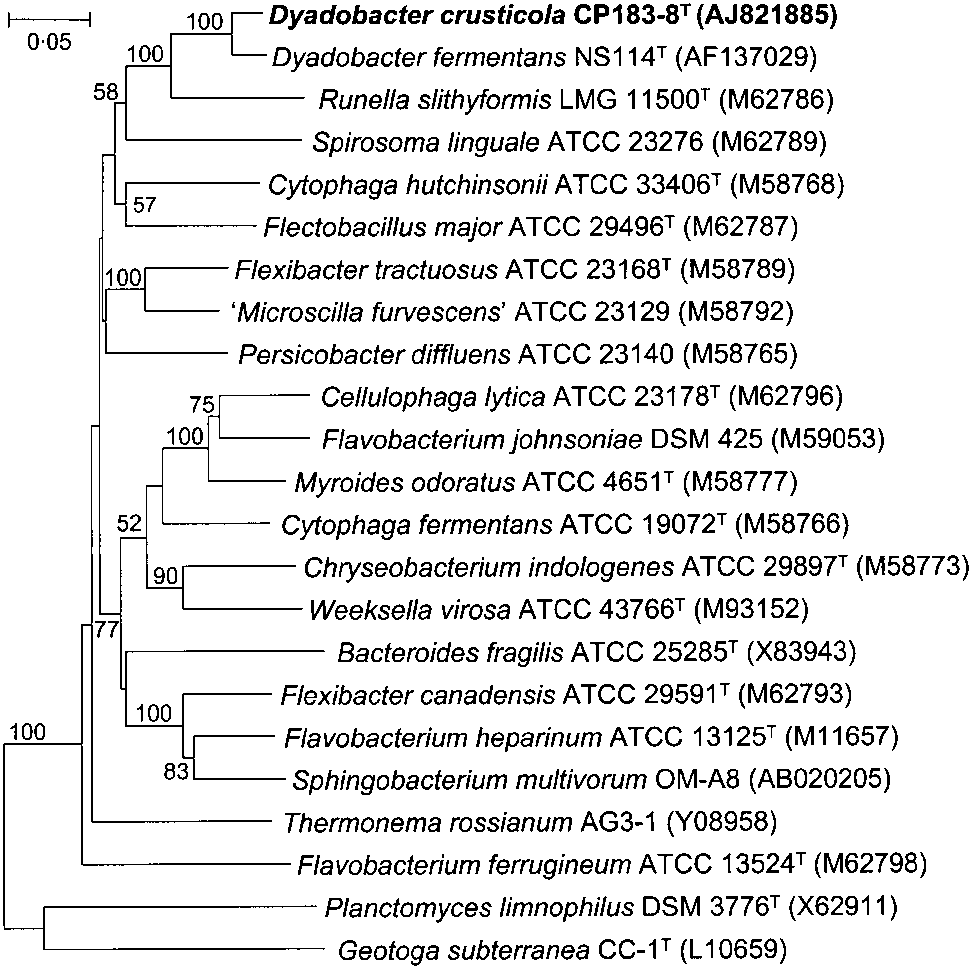 100 Dyadobacter crusticola CP183-8ᵀ (AJ821885)
0·05
100 Dyadobacter fermentans NS114ᵀ (AF137029)
58 Runella slithyformis LMG 11500ᵀ (M62786)
Spirosoma linguale ATCC 23276 (M62789)
Cytophaga hutchinsonii ATCC 33406ᵀ (M58768)
57
Flectobacillus major ATCC 29496ᵀ (M62787)
Flexibacter tractuosus ATCC 23168ᵀ (M58789)
100
‘Microscilla furvescens’ ATCC 23129 (M58792)
Persicobacter diffluens ATCC 23140 (M58765)
Cellulophaga lytica ATCC 23178ᵀ (M62796)
75
100 Flavobacterium johnsoniae DSM 425 (M59053)
Myroides odoratus ATCC 4651ᵀ (M58777)
52 Cytophaga fermentans ATCC 19072ᵀ (M58766)
Chryseobacterium indologenes ATCC 29897ᵀ (M58773)
90
Weeksella virosa ATCC 43766ᵀ (M93152)
77
Bacteroides fragilis ATCC 25285ᵀ (X83943)
Flexibacter canadensis ATCC 29591ᵀ (M62793)
100
100 Flavobacterium heparinum ATCC 13125ᵀ (M11657)
83 Sphingobacterium multivorum OM-A8 (AB020205)
Thermonema rossianum AG3-1 (Y08958)
Flavobacterium ferrugineum ATCC 13524ᵀ (M62798)
Planctomyces limnophilus DSM 3776ᵀ (X62911)
Geotoga subterranea CC-1ᵀ (L10659)